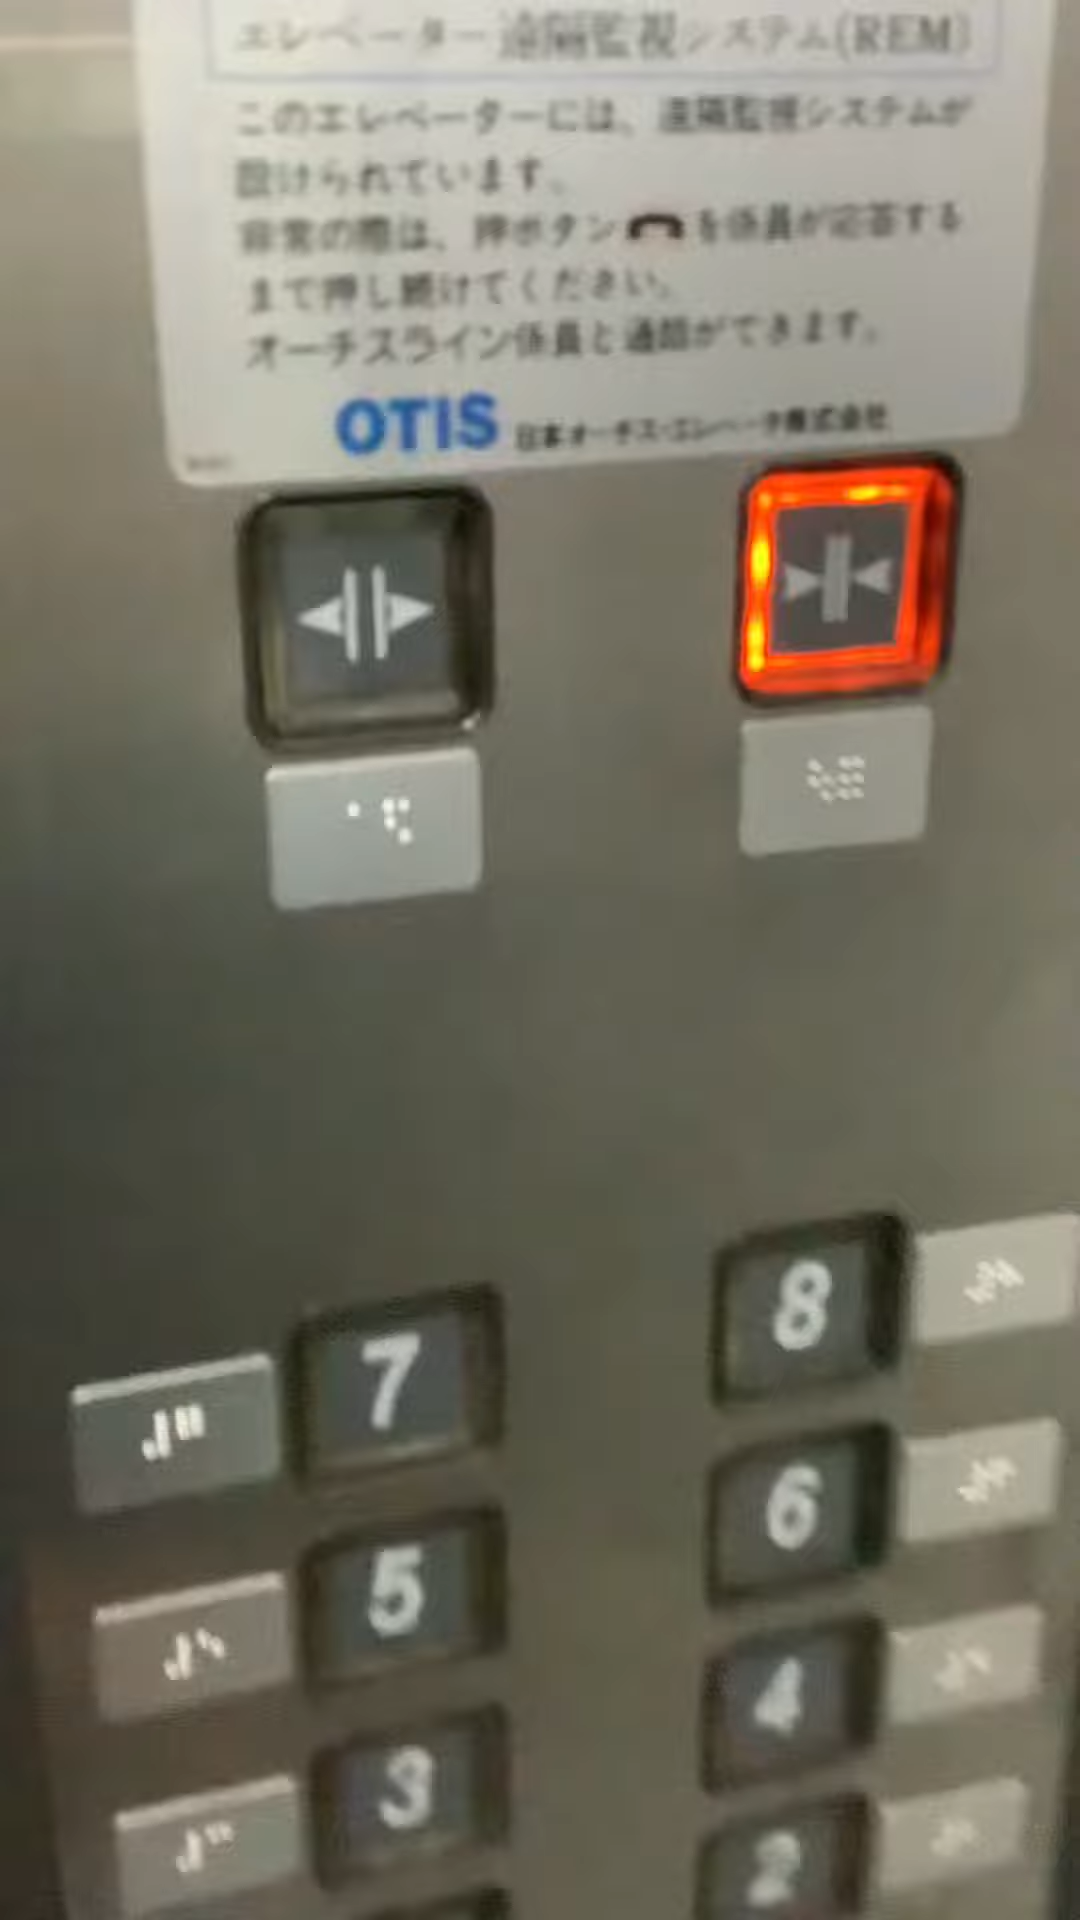 エレベーター遠隔監視システム(REM)
このエレベーターには、遠隔監視システムが
設けられています。
非常の際は、押ボタン を係員が応答する
まで押し続けてください。
オーチスライン係員と通話ができます。
OTIS 日本オーチス・エレベータ株式会社
7 8
5 6
3 4
2